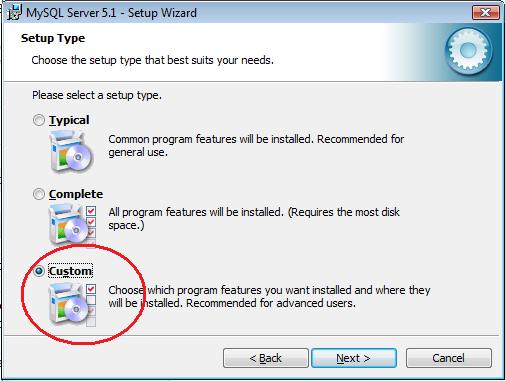 MySQL Server 5.1 - Setup Wizard
Setup Type
Choose the setup type that best suits your needs.
Please select a setup type.
Typical
Common program features will be installed. Recommended for
general use.
Complete
All program features will be installed. (Requires the most disk
space.)
Custom
Choose which program features you want installed and where they
will be installed. Recommended for advanced users.
< Back
Next >
Cancel